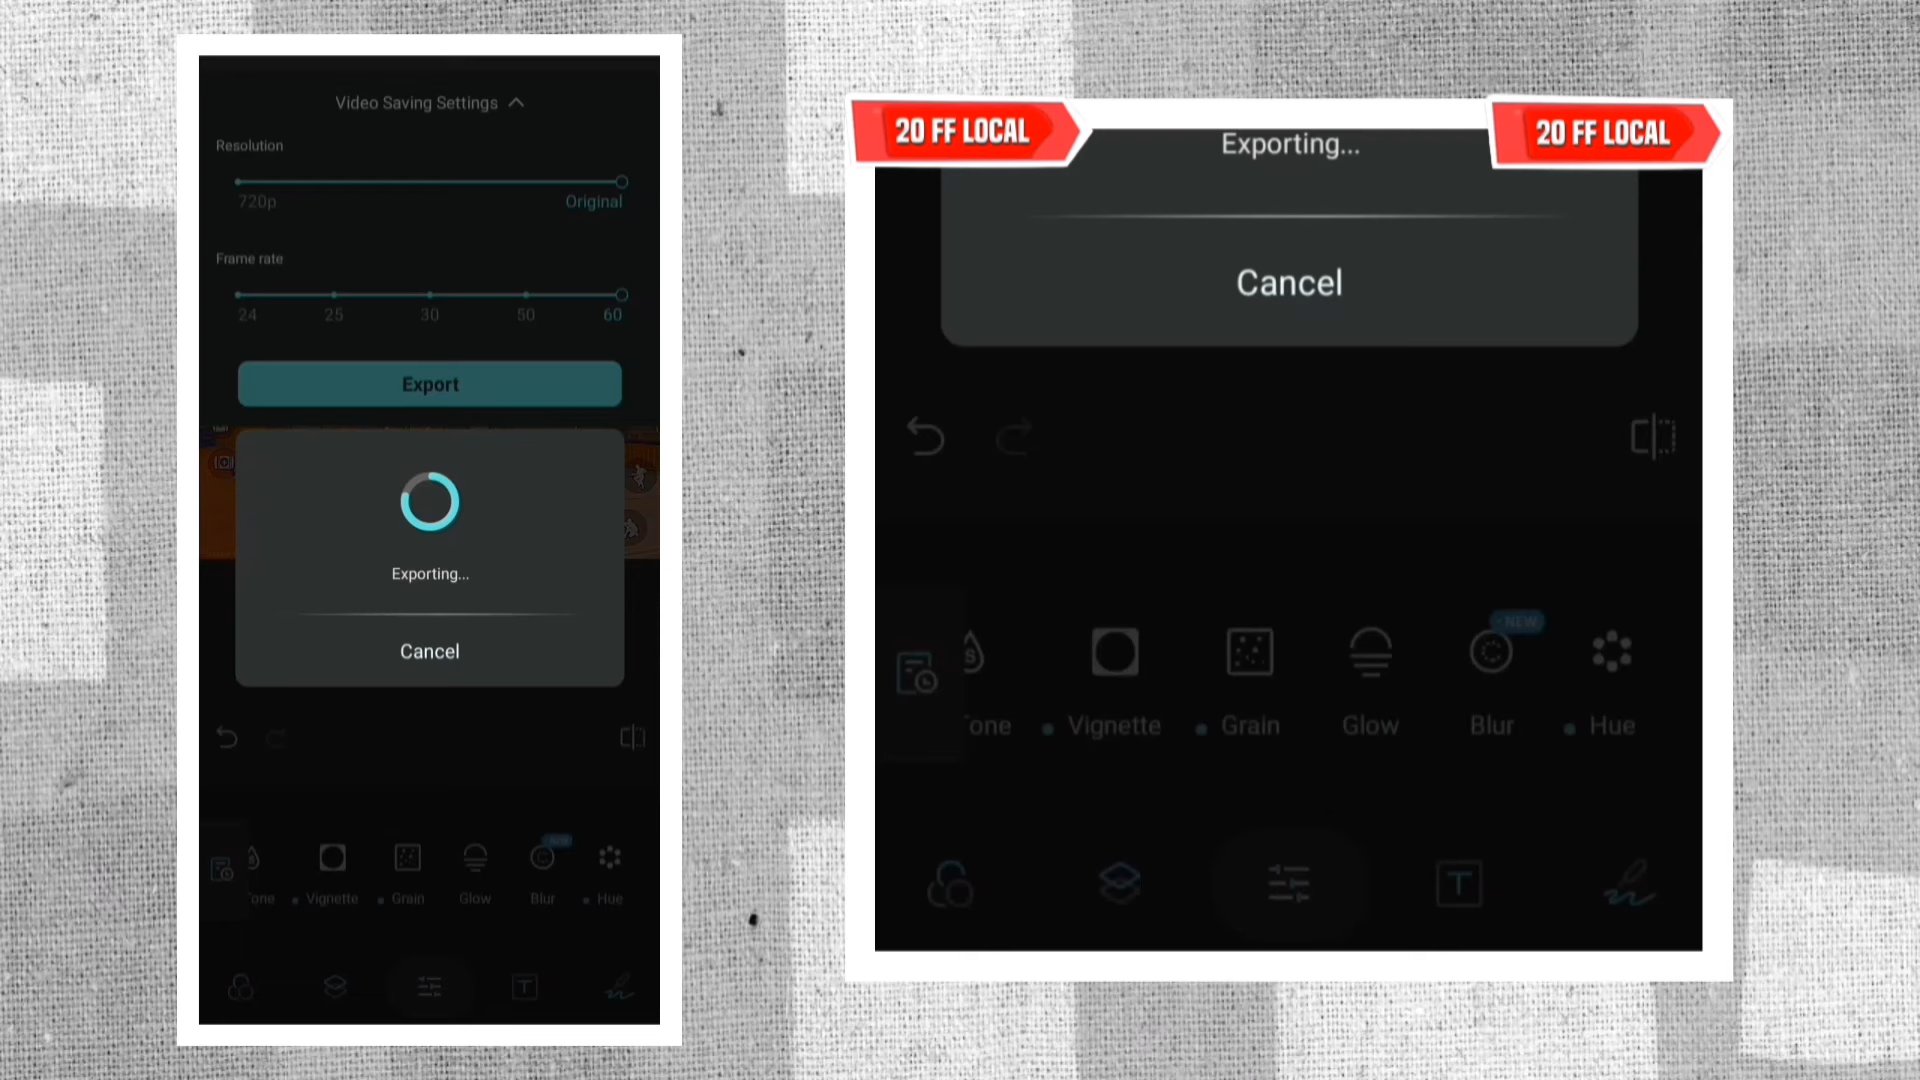 Video Saving Settings
Resolution
720p Original
Frame rate
24 25 30 50 60
Export
Exporting...
Cancel
one Vignette Grain Glow Blur Hue
NEW
T
20 FF LOCAL
20 FF LOCAL
Exporting...
Cancel
NEW
S
one Vignette Grain Glow Blur Hue
T